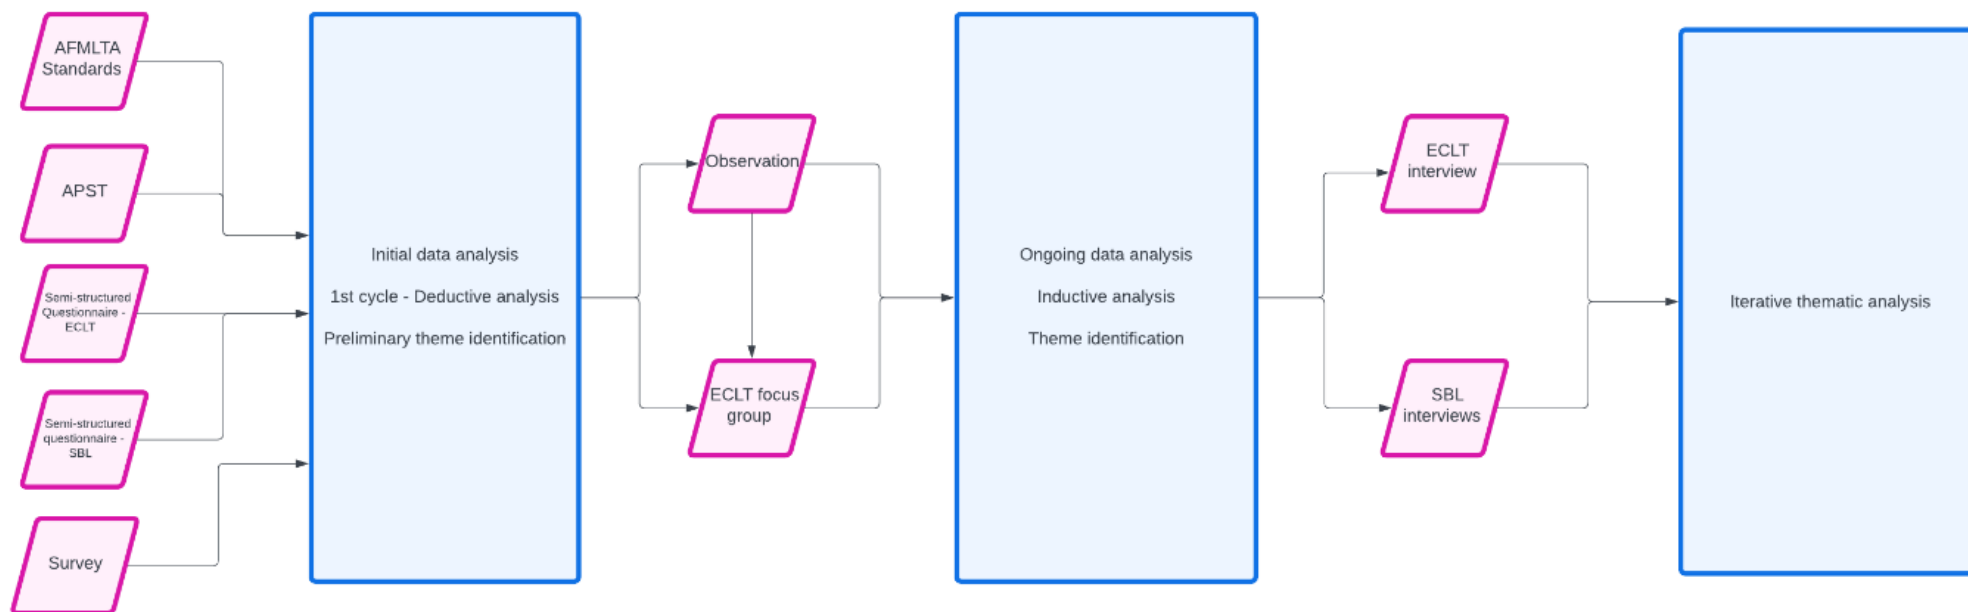 AFMLTA
Standards
APST
Semi-structured
Questionnaire -
ECLT
Semi-structured
questionnaire -
SBL
Survey
Initial data analysis
1st cycle - Deductive analysis
Preliminary theme identification
Observation
ECLT focus
group
Ongoing data analysis
Inductive analysis
Theme identification
ECLT
interview
SBL
interviews
Iterative thematic analysis